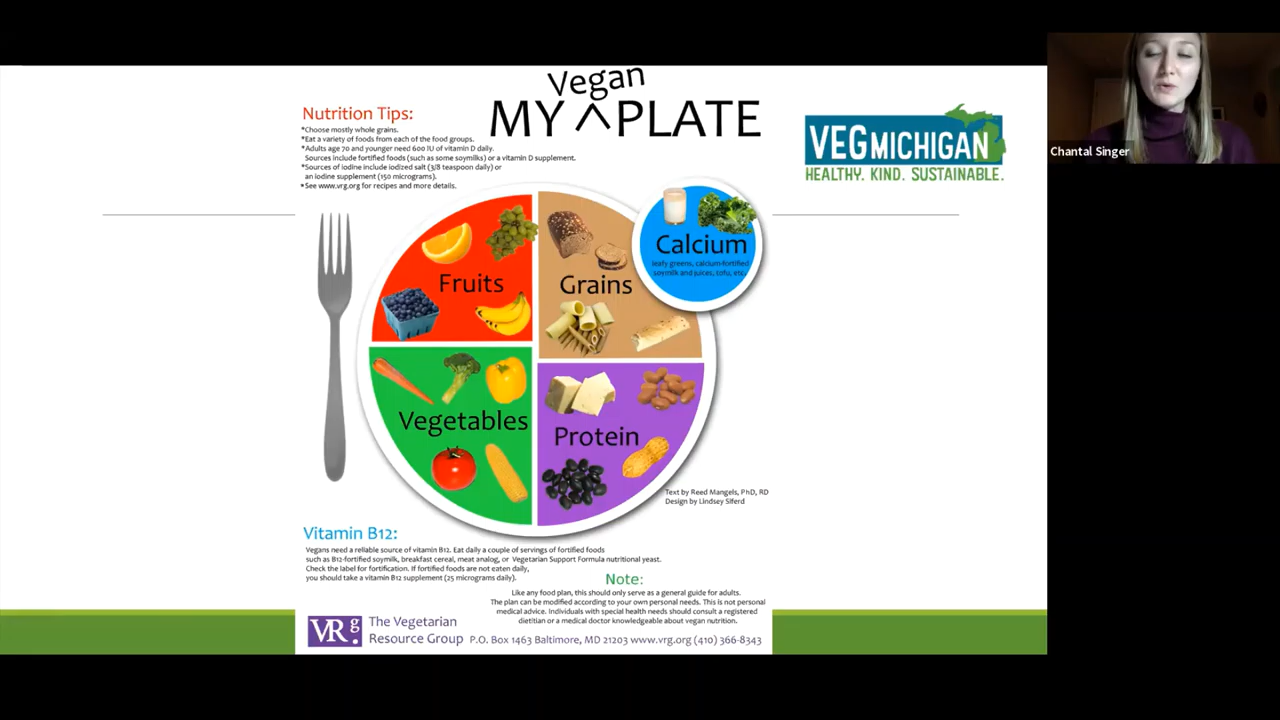 Vegan
MY ^ PLATE
Nutrition Tips:
*Choose mostly whole grains.
*Eat a variety of foods from each of the food groups.
*Adults age 70 and younger need 600 IU of vitamin D daily.
Sources include fortified foods (such as some soymilks) or a vitamin D supplement.
*Sources of iodine include iodized salt (3/8 teaspoon daily) or
an iodine supplement (150 micrograms).
*See www.vrg.org for recipes and more details.
VEGMICHIGAN
HEALTHY. KIND. SUSTAINABLE.
Chantal Singer
Calcium
leafy greens, calcium-fortified
soymilk and juices, tofu, etc.
Fruits
Grains
Vegetables
Protein
Text by Reed Mangels, PhD, RD
Design by Lindsey Siferd
Vitamin B12:
Vegans need a reliable source of vitamin B12. Eat daily a couple of servings of fortified foods
such as B12-fortified soymilk, breakfast cereal, meat analog, or Vegetarian Support Formula nutritional yeast.
Check the label for fortification. If fortified foods are not eaten daily,
you should take a vitamin B12 supplement (25 micrograms daily).
Note:
Like any food plan, this should only serve as a general guide for adults.
The plan can be modified according to your own personal needs. This is not personal
medical advice. Individuals with special health needs should consult a registered
dietitian or a medical doctor knowledgeable about vegan nutrition.
VRg.
The Vegetarian
Resource Group P.O. Box 1463 Baltimore, MD 21203 www.vrg.org (410) 366-8343